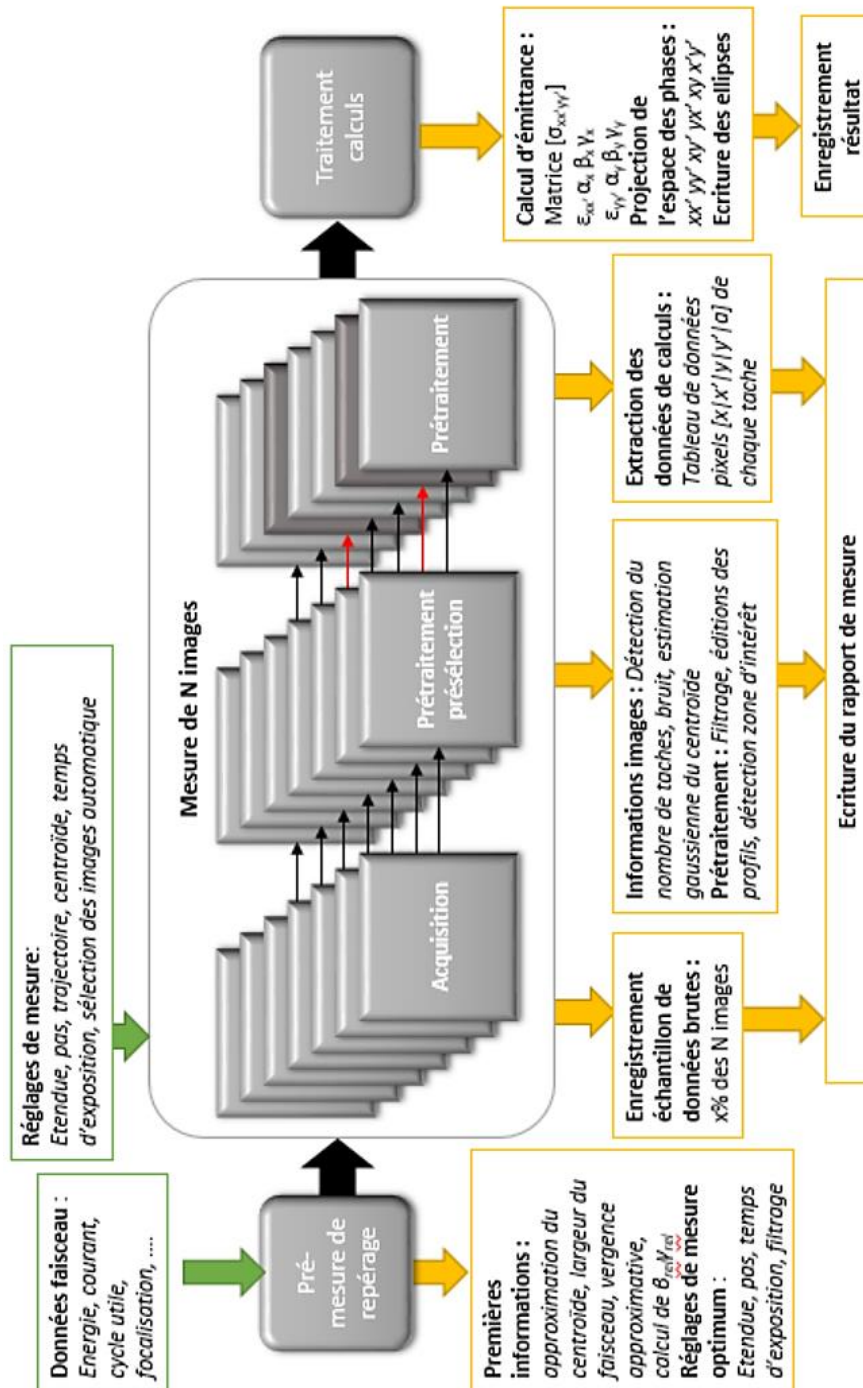 Données faisceau :
Energie, courant,
cycle utile,
focalisation, ....
Réglages de mesure:
Etendue, pas, trajectoire, centroïde, temps
d'exposition, sélection des images automatique
Pré-
mesure de
repérage
Mesure de N images
Acquisition
Prétraitement
présélection
Prétraitement
Traitement
calculs
Premières
informations :
approximation du
centroïde, largeur du
faisceau, vergence
approximative,
calcul de βrelγrel
Réglages de mesure
optimum :
Etendue, pas, temps
d'exposition, filtrage
Enregistrement
échantillon de
données brutes :
x% des N images
Informations images : Détection du
nombre de taches, bruit, estimation
gaussienne du centroïde
Prétraitement : Filtrage, éditions des
profils, détection zone d'intérêt
Extraction des
données de calculs :
Tableau de données
pixels [x|x'|y|y'|a] de
chaque tache
Calcul d'émittance :
Matrice [σxx'yy']
εxx' αx βx γx
εyy' αy βy γy
Projection de
l'espace des phases:
xx' yy' xy' yx' xy x'y'
Ecriture des ellipses
Ecriture du rapport de mesure
Enregistrement
résultat